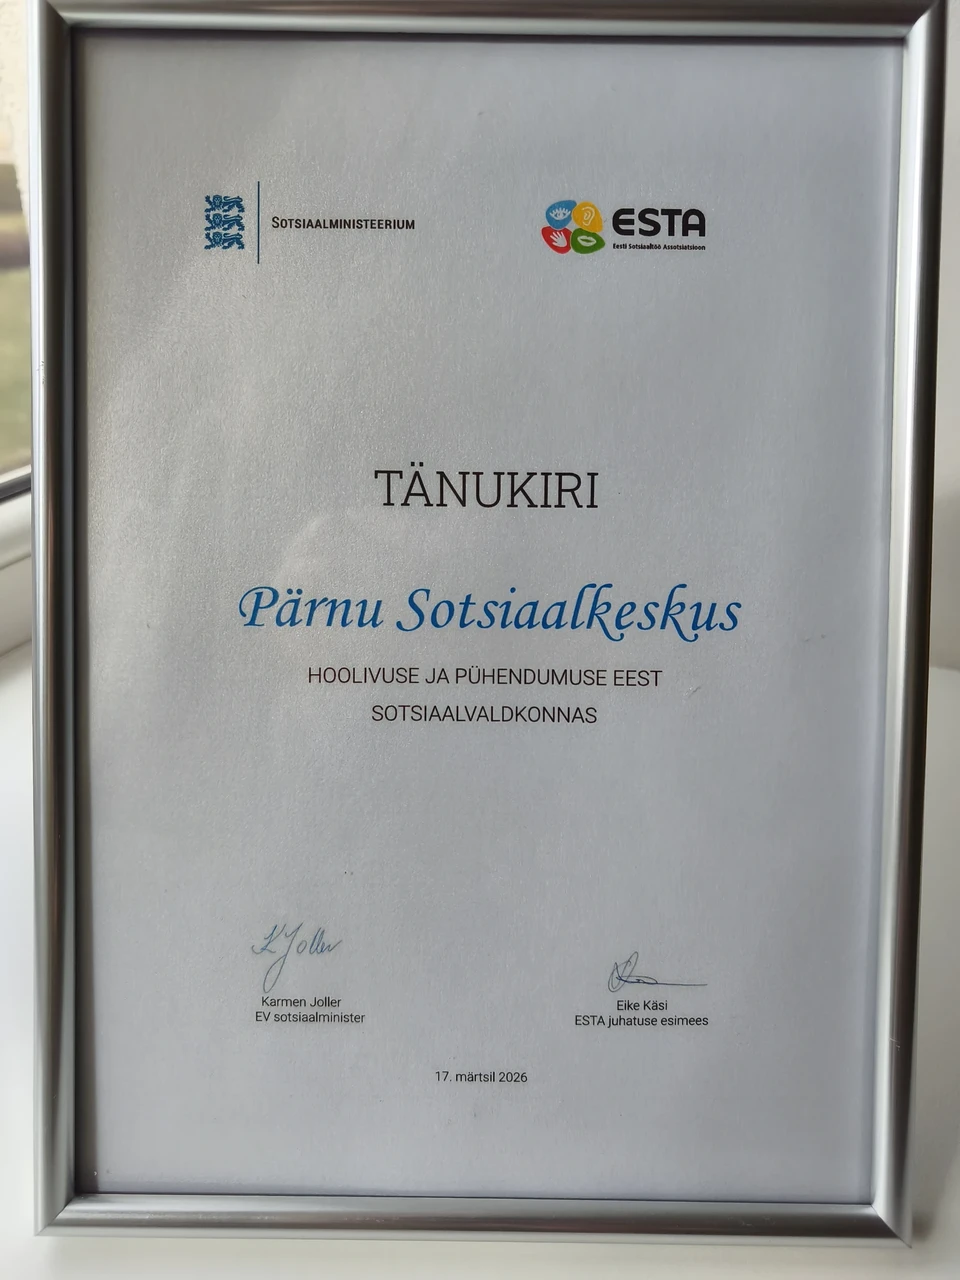 SOTSIAALMINISTEERIUM
ESTA
Eesti Sotsiaaltöö Assotsiatsioon
TÄNUKIRI
Pärnu Sotsiaalkeskus
HOOLIVUSE JA PÜHENDUMUSE EEST
SOTSIAALVALDKONNAS
K Joller
Karmen Joller
EV sotsiaalminister
Eike Käsi
ESTA juhatuse esimees
17. märtsil 2026